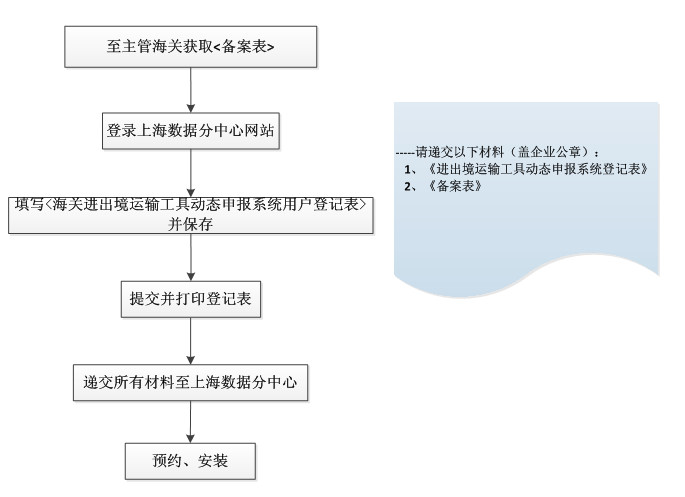 至主管海关获取<备案表>
登录上海数据分中心网站
填写<海关进出境运输工具动态申报系统用户登记表>
并保存
提交并打印登记表
递交所有材料至上海数据分中心
预约、安装
-----请递交以下材料（盖企业公章）：
1、《进出境运输工具动态申报系统登记表》
2、《备案表》